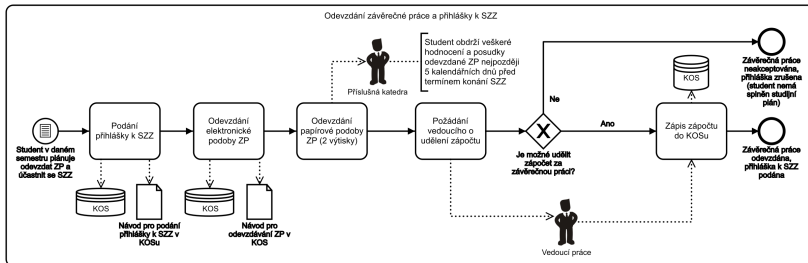 Odevzdání závěrečné práce a přihlášky k SZZ
Student obdrží veškeré
hodnocení a posudky
odevzdané ZP nejpozději
5 kalendářních dnů před
termínem konání SZZ
Příslušná katedra
KOS
Závěrečná práce
neakceptována,
přihláška zrušena
(student nemá
splněn studijní
plán)
Ne
Student v daném
semestru plánuje
odevzdat ZP a
účastnit se SZZ
Podání
přihlášky k SZZ
Odevzdání
elektronické
podoby ZP
Odevzdání
papírové podoby
ZP (2 výtisky)
Požádání
vedoucího o
udělení zápočtu
X
Je možné udělit
zápočet za
závěrečnou práci?
Ano
Zápis zápočtu
do KOSu
Závěrečná práce
odevzdána,
přihláška k SZZ
podána
KOS
Návod pro podání
přihlášky k SZZ v
KOSu
KOS
Návod pro
odevzdávání ZP v
KOS
Vedoucí práce